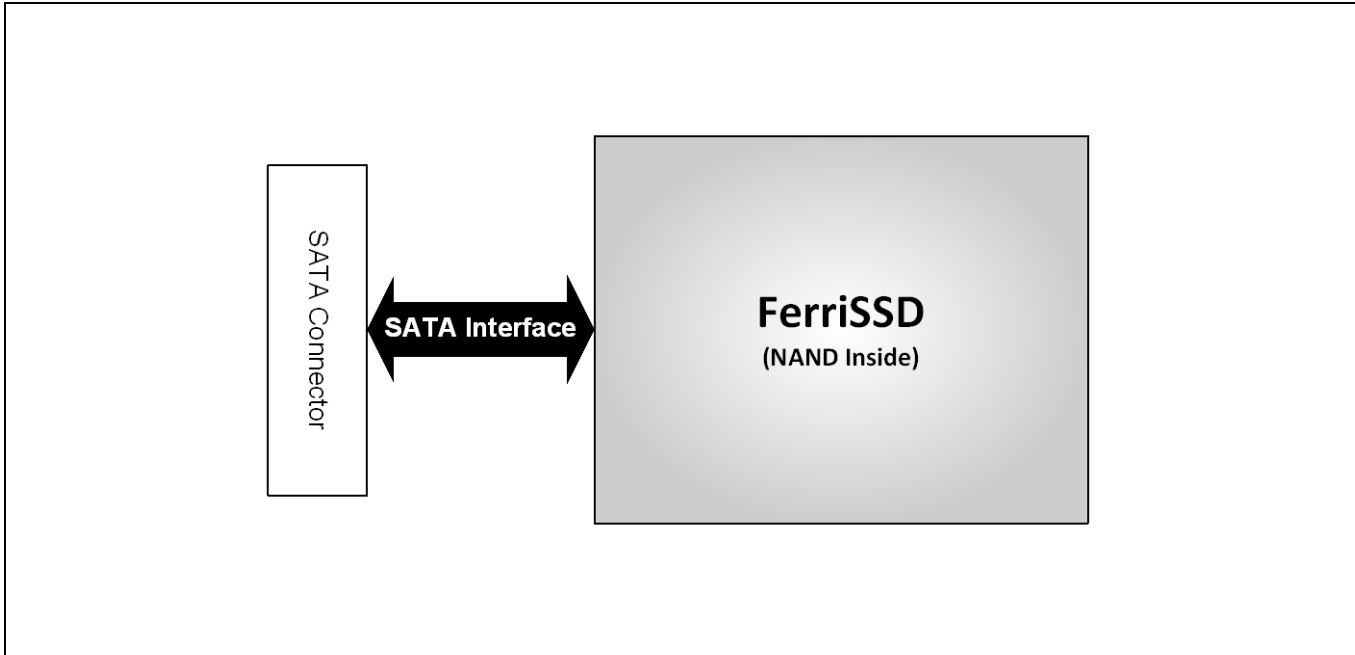 SATA Connector
SATA Interface
FerriSSD
(NAND Inside)